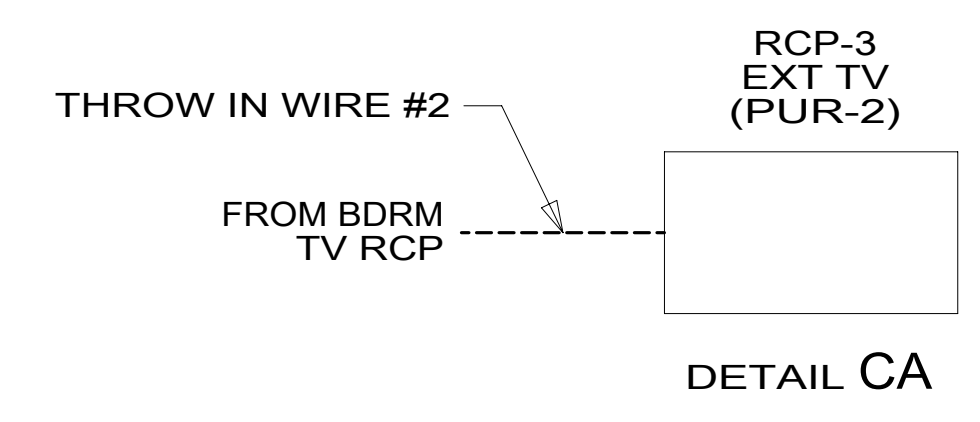 RCP-3
EXT TV
(PUR-2)
THROW IN WIRE #2
FROM BDRM
TV RCP
DETAIL CA